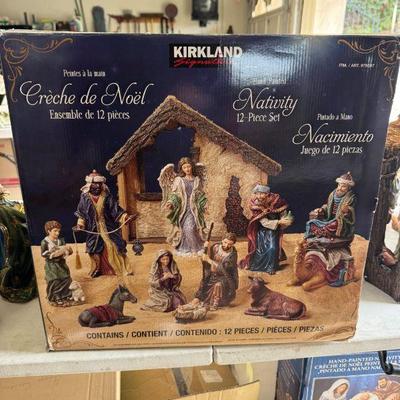 KIRKLAND
Signature
Peintes à la main
Crèche de Noël
Ensemble de 12 pièces
Hand Painted
Nativity
12-Piece Set
Pintado a Mano
Nacimiento
Juego de 12 piezas
CONTAINS / CONTIENT / CONTENIDO : 12 PIECES / PIÈCES / PIEZAS
HAND-PAINTED NATIVITY